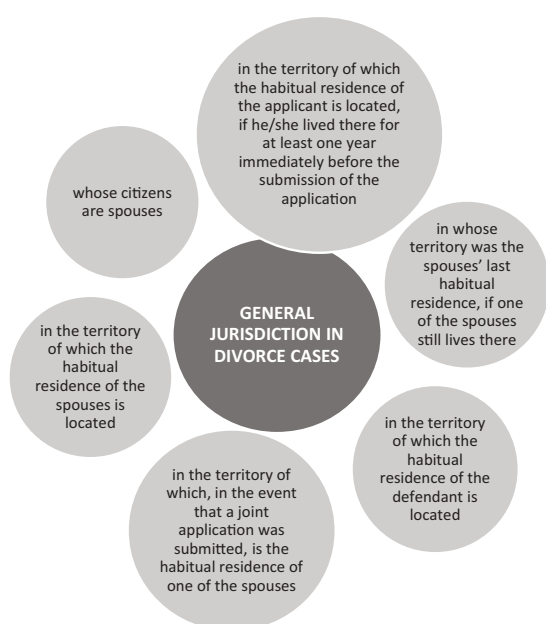 in the territory of which
the habitual residence of
the applicant is located,
if he/she lived there for
at least one year
immediately before the
submission of the
application
whose citizens
are spouses
in whose
territory was the
spouses’ last
habitual
residence, if one
of the spouses
still lives there
GENERAL
JURISDICTION IN
DIVORCE CASES
in the territory
of which the
habitual
residence of the
spouses is
located
in the territory
of which the
habitual
residence of the
defendant is
located
in the territory of
which, in the event
that a joint
application was
submitted, is the
habitual residence of
one of the spouses